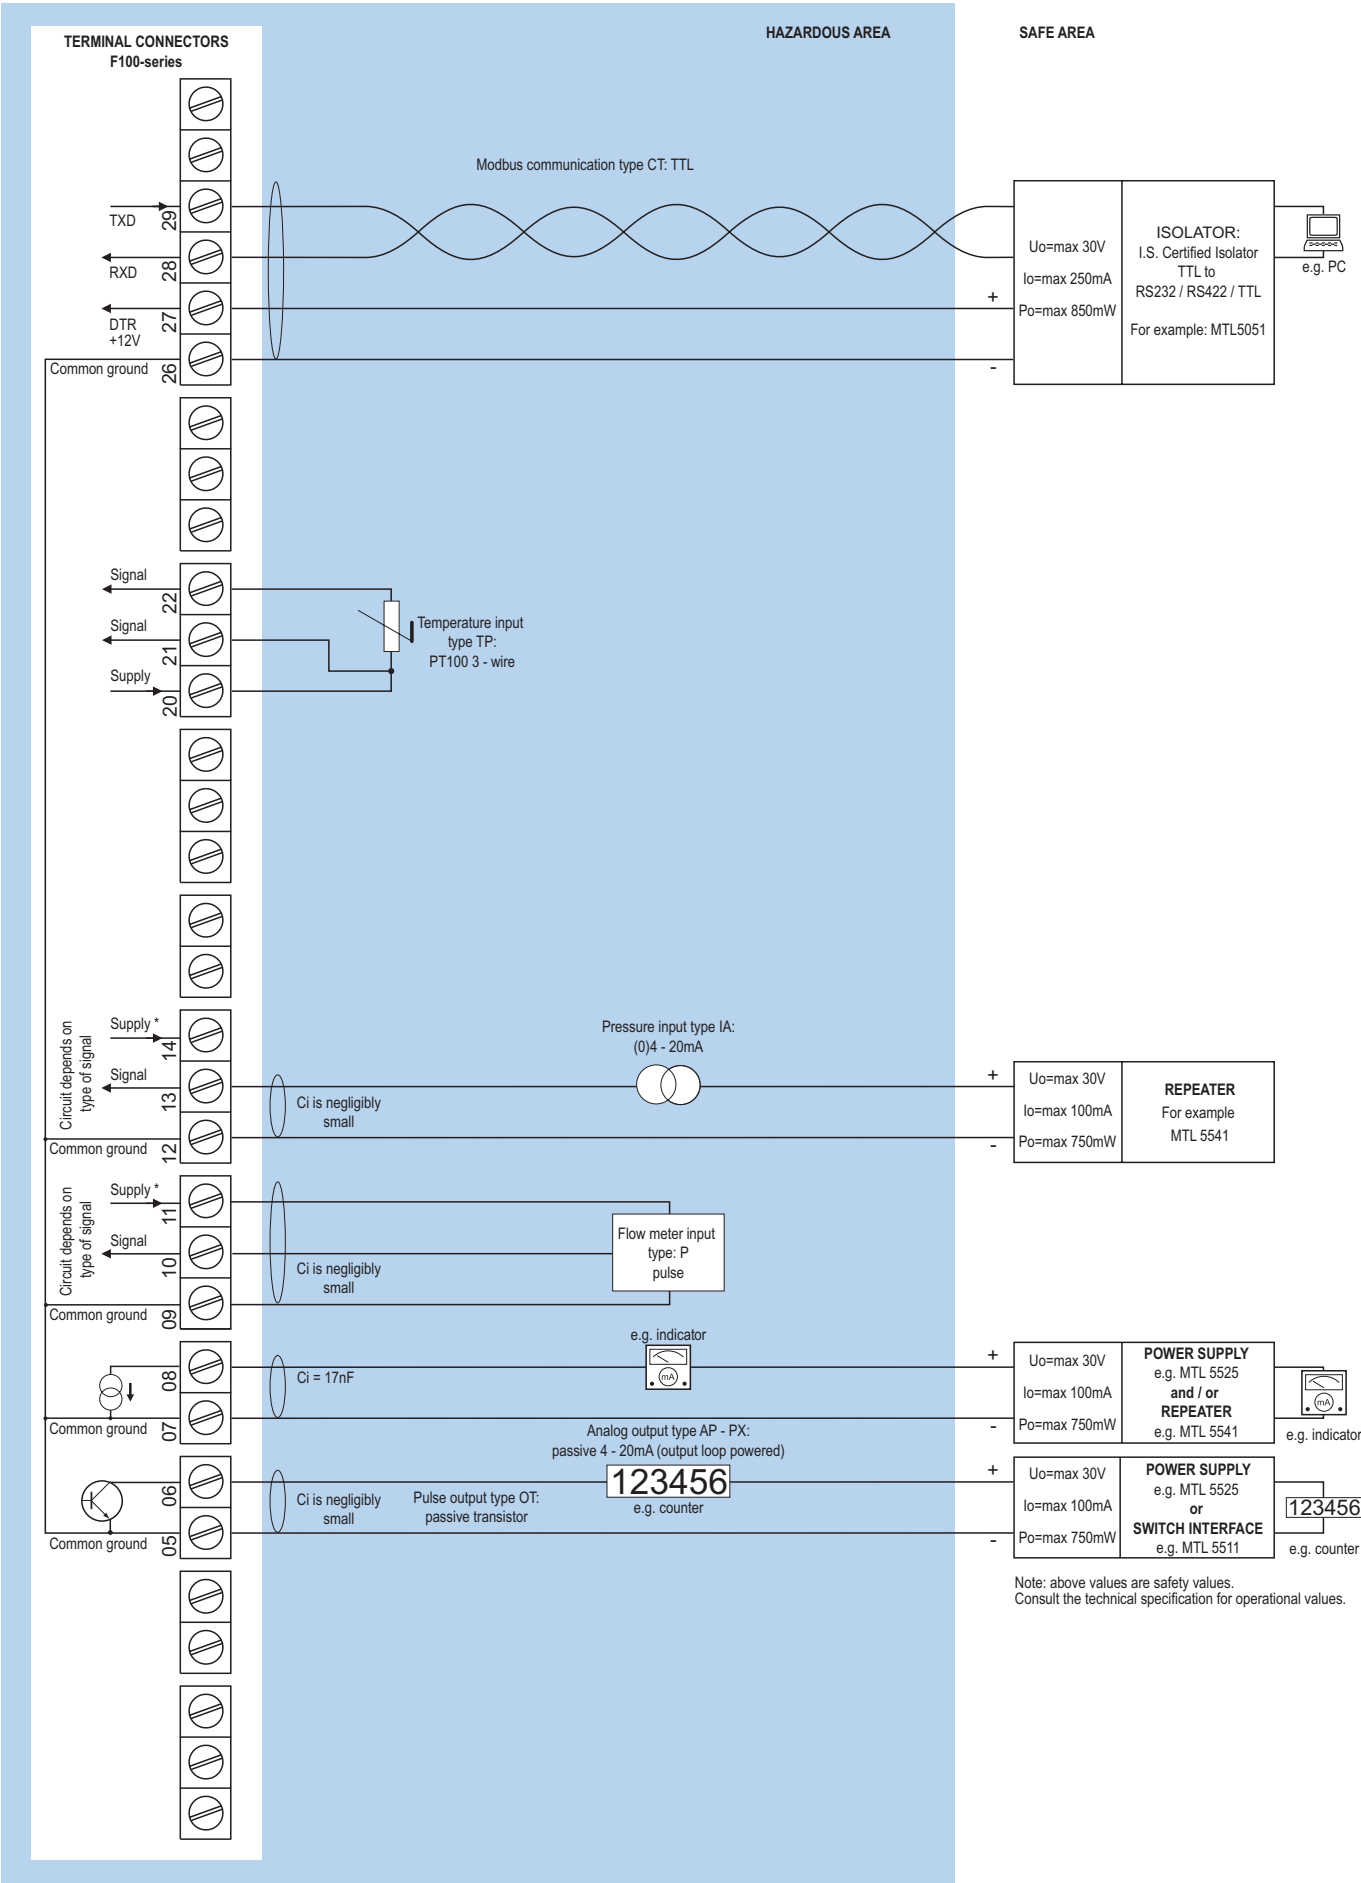 TERMINAL CONNECTORS
F100-series
HAZARDOUS AREA
SAFE AREA
Modbus communication type CT: TTL
TXD
29
RXD
28
DTR
+12V
27
Common ground
26
+
-
Uo=max 30V
Io=max 250mA
Po=max 850mW
ISOLATOR:
I.S. Certified Isolator
TTL to
RS232 / RS422 / TTL
For example: MTL5051
e.g. PC
Signal
22
Signal
21
Supply
20
Temperature input
type TP:
PT100 3 - wire
Circuit depends on
type of signal
Supply *
14
Signal
13
Common ground
12
Ci is negligibly
small
Pressure input type IA:
(0)4 - 20mA
+
-
Uo=max 30V
Io=max 100mA
Po=max 750mW
REPEATER
For example
MTL 5541
Circuit depends on
type of signal
Supply *
11
Signal
10
Common ground
09
Ci is negligibly
small
Flow meter input
type: P
pulse
08
Common ground
07
Ci = 17nF
e.g. indicator
mA
Analog output type AP - PX:
passive 4 - 20mA (output loop powered)
+
-
Uo=max 30V
Io=max 100mA
Po=max 750mW
POWER SUPPLY
e.g. MTL 5525
and / or
REPEATER
e.g. MTL 5541
mA
e.g. indicator
06
Common ground
05
Ci is negligibly
small
Pulse output type OT:
passive transistor
123456
e.g. counter
+
-
Uo=max 30V
Io=max 100mA
Po=max 750mW
POWER SUPPLY
e.g. MTL 5525
or
SWITCH INTERFACE
e.g. MTL 5511
123456
e.g. counter
Note: above values are safety values.
Consult the technical specification for operational values.